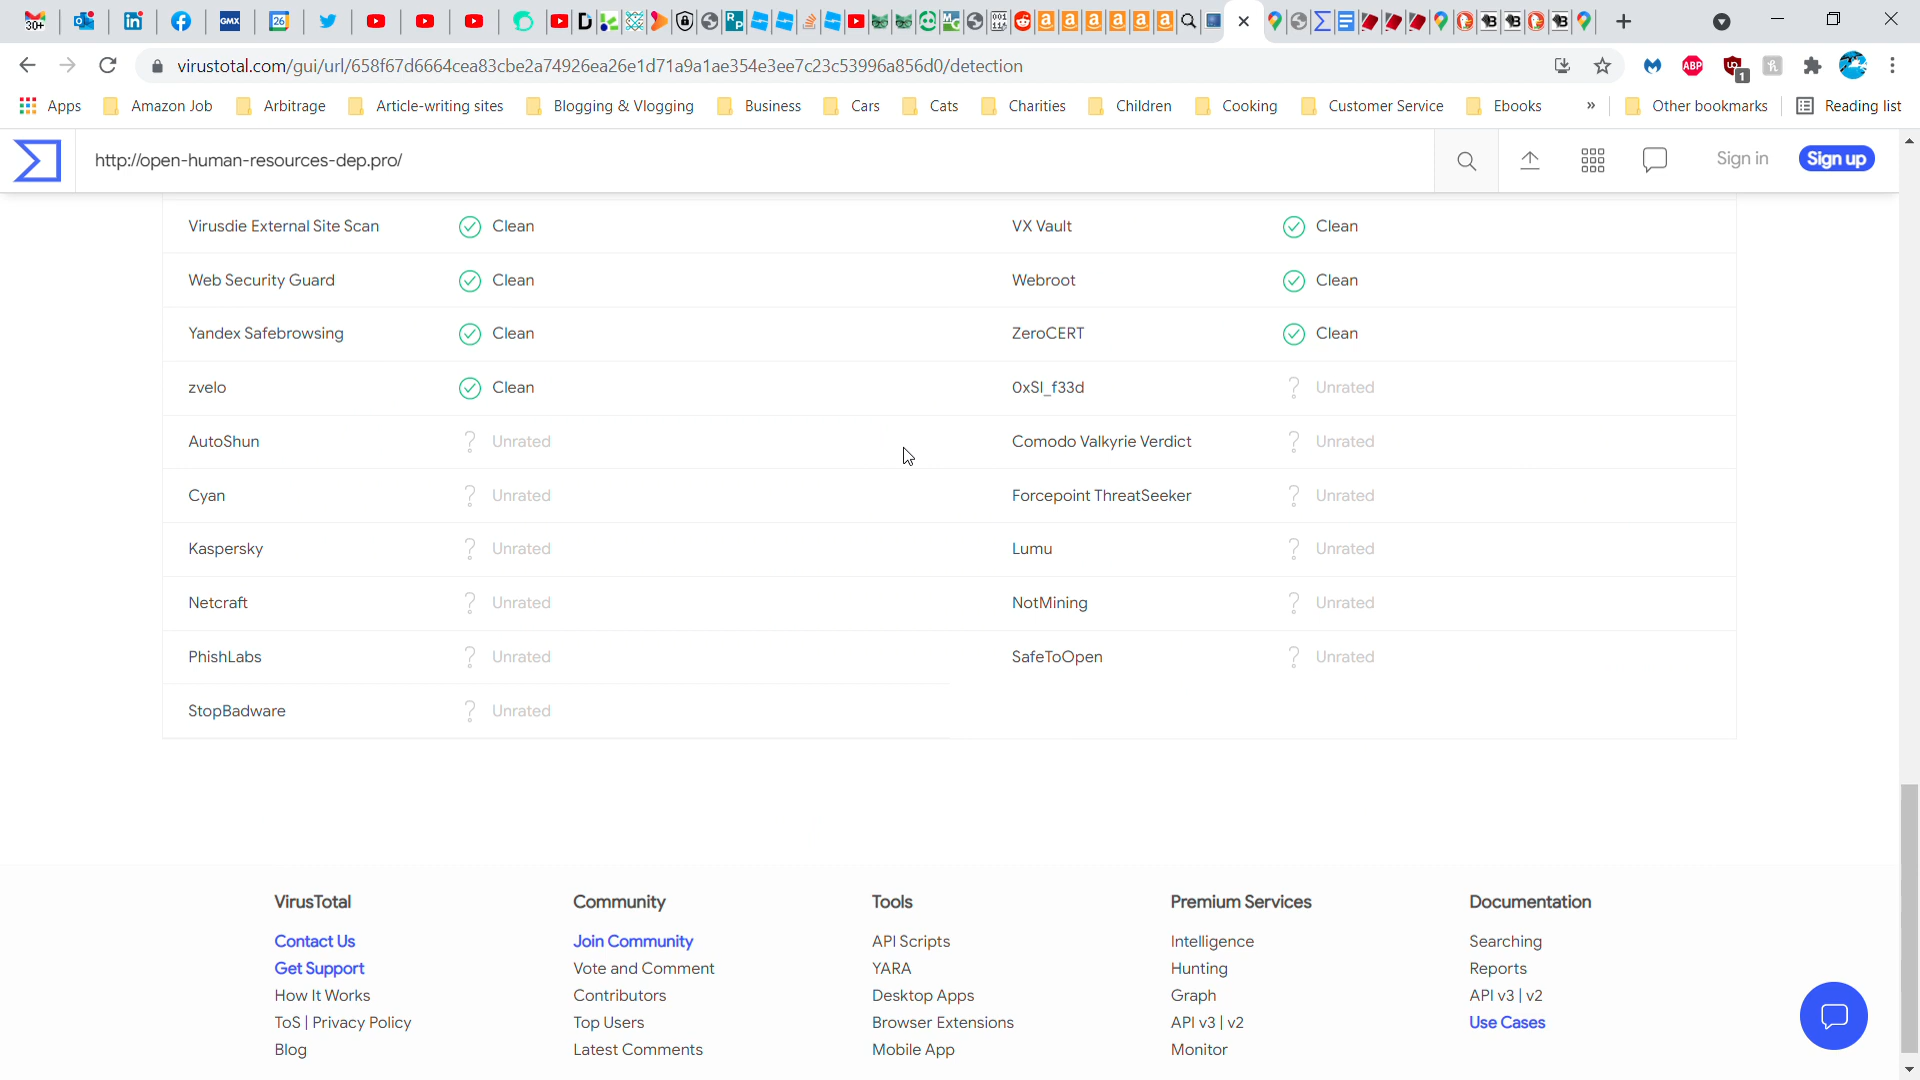 30+
GMX
26
virustotal.com/gui/url/658f67d6664cea83cbe2a74926ea26e1d71a9a1ae354e3ee7c23c53996a856d0/detection
ABP
1
Apps
Amazon Job
Arbitrage
Article-writing sites
Blogging & Vlogging
Business
Cars
Cats
Charities
Children
Cooking
Customer Service
Ebooks
»
Other bookmarks
Reading list
http://open-human-resources-dep.pro/
Sign in
Sign up
Virusdie External Site Scan Clean VX Vault Clean
Web Security Guard Clean Webroot Clean
Yandex Safebrowsing Clean ZeroCERT Clean
zvelo Clean 0xSI_f33d ? Unrated
AutoShun ? Unrated Comodo Valkyrie Verdict ? Unrated
Cyan ? Unrated Forcepoint ThreatSeeker ? Unrated
Kaspersky ? Unrated Lumu ? Unrated
Netcraft ? Unrated NotMining ? Unrated
PhishLabs ? Unrated SafeToOpen ? Unrated
StopBadware ? Unrated
VirusTotal
Contact Us
Get Support
How It Works
ToS | Privacy Policy
Blog
Community
Join Community
Vote and Comment
Contributors
Top Users
Latest Comments
Tools
API Scripts
YARA
Desktop Apps
Browser Extensions
Mobile App
Premium Services
Intelligence
Hunting
Graph
API v3 | v2
Monitor
Documentation
Searching
Reports
API v3 | v2
Use Cases